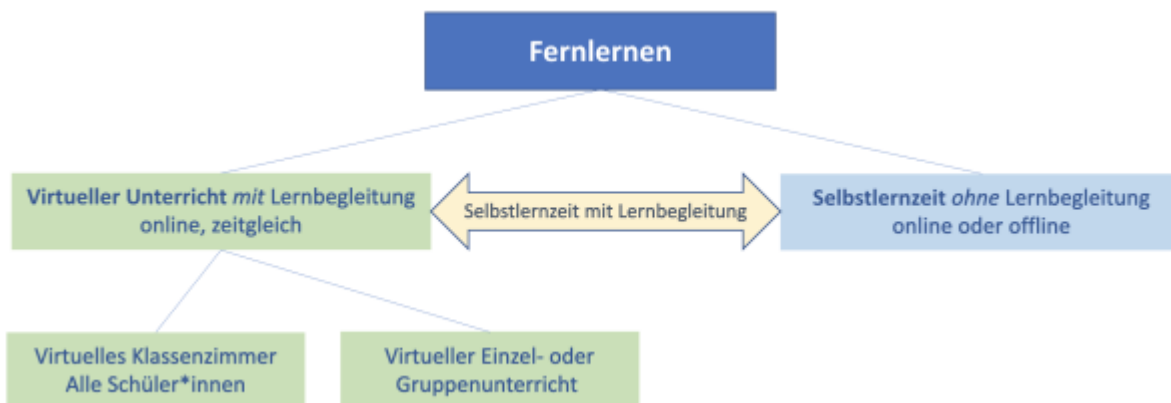 Fernlernen
Virtueller Unterricht mit Lernbegleitung
online, zeitgleich
Selbstlernzeit mit Lernbegleitung
Selbstlernzeit ohne Lernbegleitung
online oder offline
Virtuelles Klassenzimmer
Alle Schüler*innen
Virtueller Einzel- oder
Gruppenunterricht